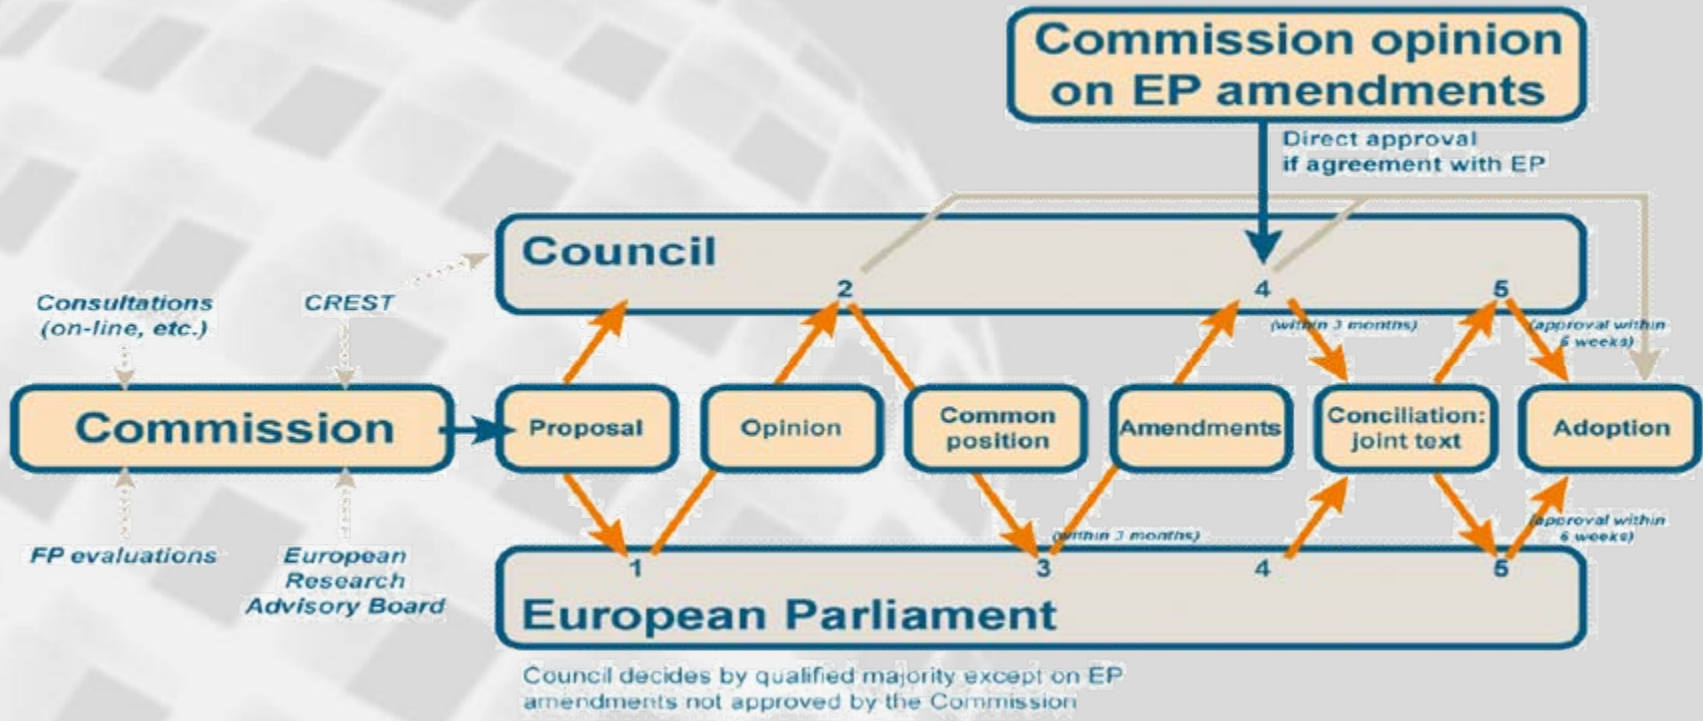 Commission opinion
on EP amendments
Direct approval
if agreement with EP
Council
2
4
5
Consultations
(on-line, etc.)
CREST
(within 3 months)
(approval within
6 weeks)
Commission
Proposal
Opinion
Common
position
Amendments
Conciliation:
joint text
Adoption
FP evaluations
European
Research
Advisory Board
(within 3 months)
(approval within
6 weeks)
1
3
4
5
European Parliament
Council decides by qualified majority except on EP
amendments not approved by the Commission